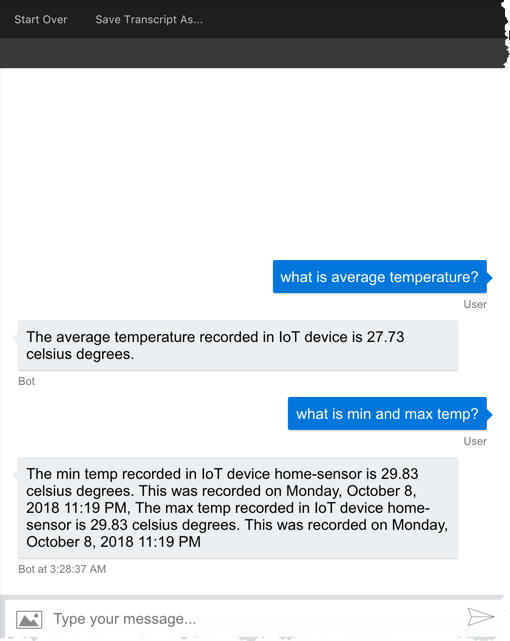 Start Over Save Transcript As...
what is average temperature?
User
The average temperature recorded in IoT device is 27.73
celsius degrees.
Bot
what is min and max temp?
User
The min temp recorded in IoT device home-sensor is 29.83
celsius degrees. This was recorded on Monday, October 8,
2018 11:19 PM, The max temp recorded in IoT device home-
sensor is 29.83 celsius degrees. This was recorded on Monday,
October 8, 2018 11:19 PM
Bot at 3:28:37 AM
Type your message...